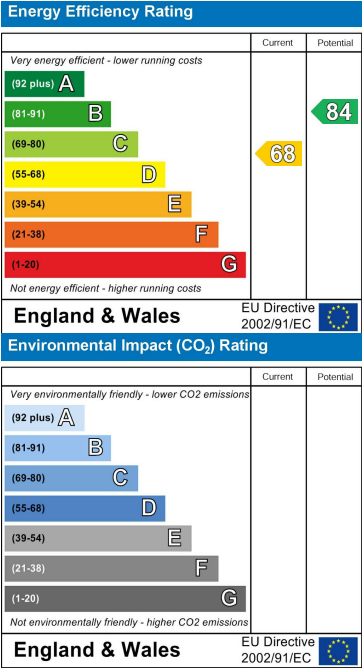 Energy Efficiency Rating
Current Potential
Very energy efficient - lower running costs
(92 plus) A
(81-91) B
84
(69-80) C
68
(55-68) D
(39-54) E
(21-38) F
(1-20) G
Not energy efficient - higher running costs
England & Wales
EU Directive
2002/91/EC
Environmental Impact (CO₂) Rating
Current Potential
Very environmentally friendly - lower CO2 emissions
(92 plus) A
(81-91) B
(69-80) C
(55-68) D
(39-54) E
(21-38) F
(1-20) G
Not environmentally friendly - higher CO2 emissions
England & Wales
EU Directive
2002/91/EC